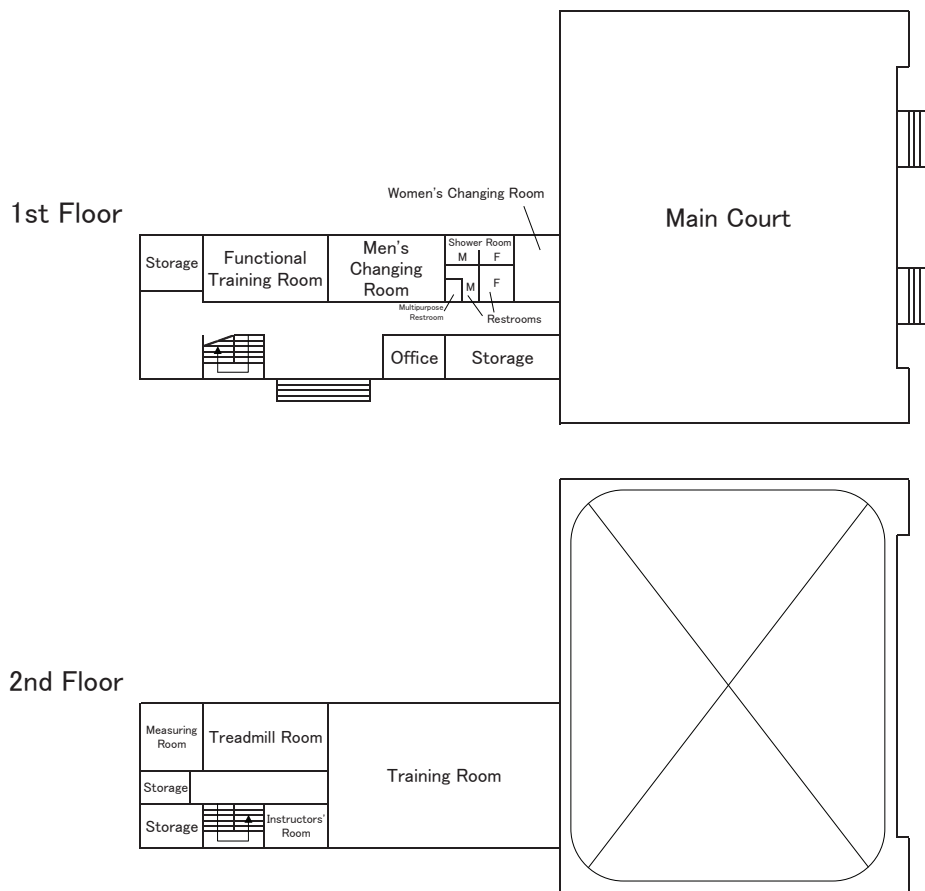 Women's Changing Room
1st Floor
Main Court
Storage
Functional
Training Room
Men's
Changing
Room
Shower Room
M
F
M
F
Multipurpose
Restroom
Restrooms
Office
Storage
2nd Floor
Measuring
Room
Treadmill Room
Training Room
Storage
Storage
Instructors'
Room